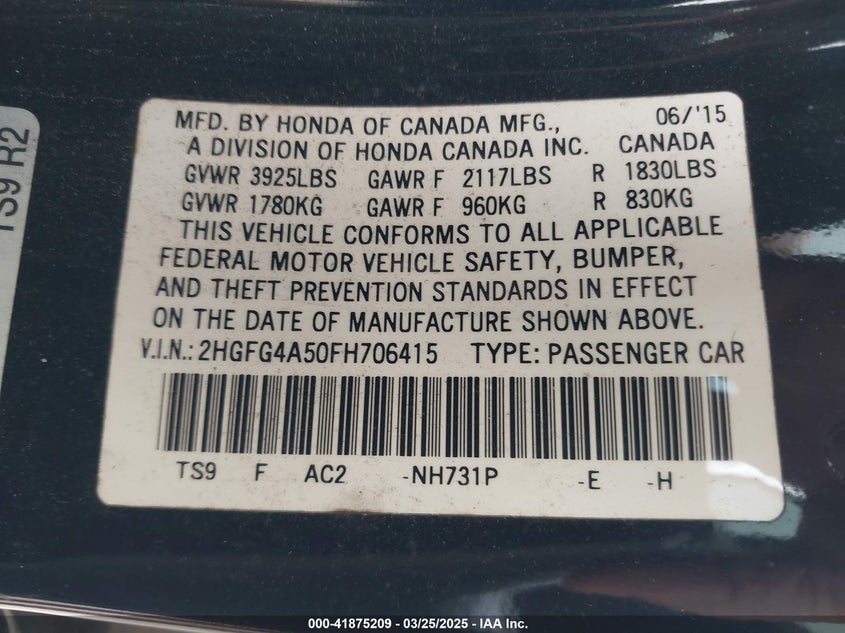 TS9 R2
MFD. BY HONDA OF CANADA MFG., 06/'15
A DIVISION OF HONDA CANADA INC. CANADA
GVWR 3925LBS GAWR F 2117LBS R 1830LBS
GVWR 1780KG GAWR F 960KG R 830KG
THIS VEHICLE CONFORMS TO ALL APPLICABLE
FEDERAL MOTOR VEHICLE SAFETY, BUMPER,
AND THEFT PREVENTION STANDARDS IN EFFECT
ON THE DATE OF MANUFACTURE SHOWN ABOVE.
V.I.N.: 2HGFG4A50FH706415 TYPE: PASSENGER CAR
TS9 F AC2 -NH731P -E -H
000-41875209 - 03/25/2025 - IAA Inc.